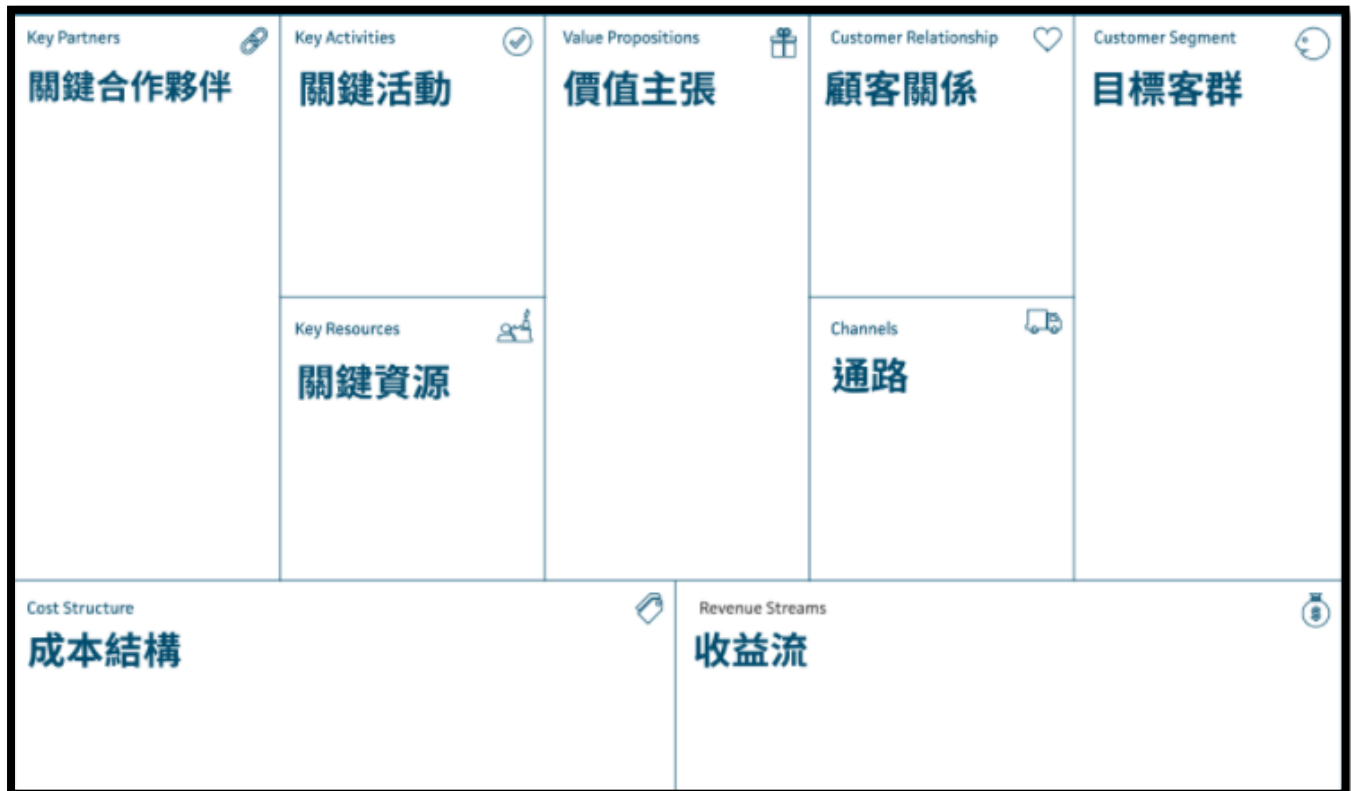 Key Partners
關鍵合作夥伴
Key Activities
關鍵活動
Key Resources
關鍵資源
Value Propositions
價值主張
Customer Relationship
顧客關係
Channels
通路
Customer Segment
目標客群
Cost Structure
成本結構
Revenue Streams
收益流